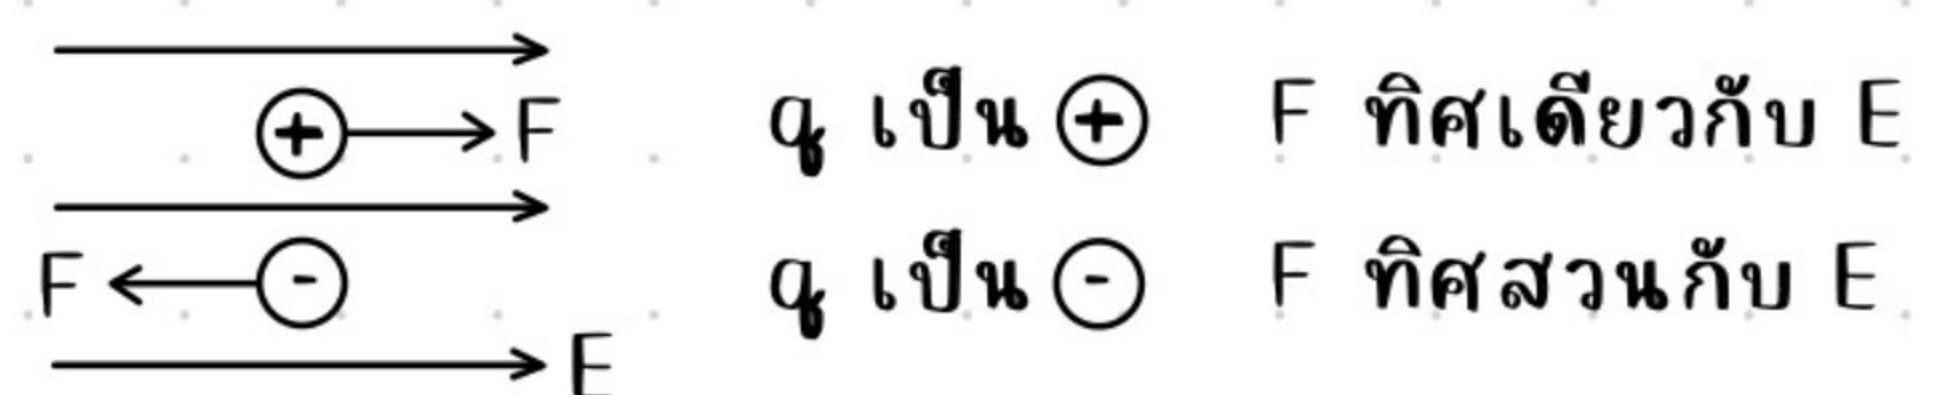 ⊕ → F q เป็น ⊕ F ทิศเดียวกับ E
F ← ⊖ q เป็น ⊖ F ทิศสวนกับ E
E